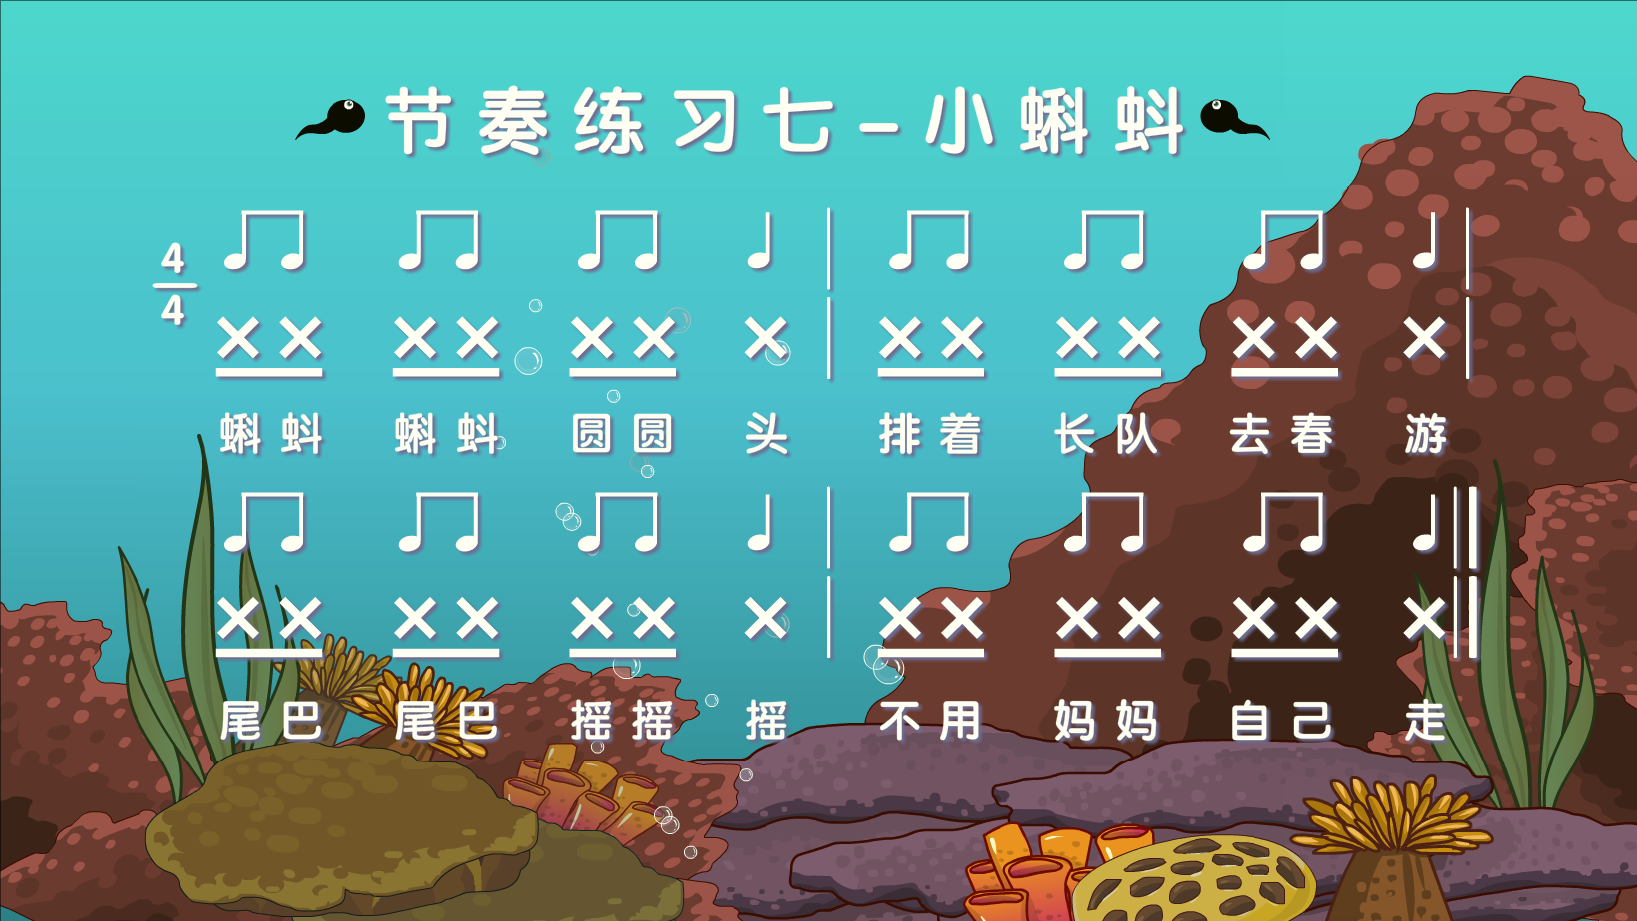 节奏练习七-小蝌蚪
4
4
×× ×× ×× × ×× ×× ×× ×
蝌蚪 蝌蚪 圆圆 头 排着 长队 去春 游
×× ×× ×× × ×× ×× ×× ×
尾巴 尾巴 摇摇 摇 不用 妈妈 自己 走